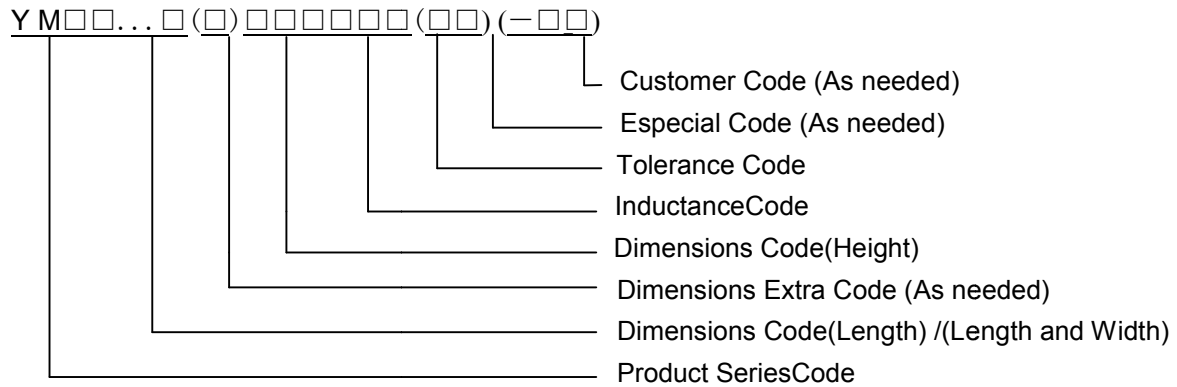 YM□□...□(□)□□□□□□(□□)(-□□)
Customer Code (As needed)
Especial Code (As needed)
Tolerance Code
InductanceCode
Dimensions Code(Height)
Dimensions Extra Code (As needed)
Dimensions Code(Length) /(Length and Width)
Product SeriesCode